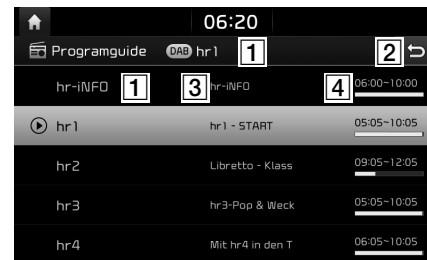 06:20
Programguide DAB hr1 1 2
hr-iNFO 1 3 hr-iNFO 4 06:00~10:00
hr1 hr1 - START 05:05~10:05
hr2 Libretto - Klass 09:05~12:05
hr3 hr3-Pop & Weck 05:05~10:05
hr4 Mit hr4 in den T 06:05~10:05